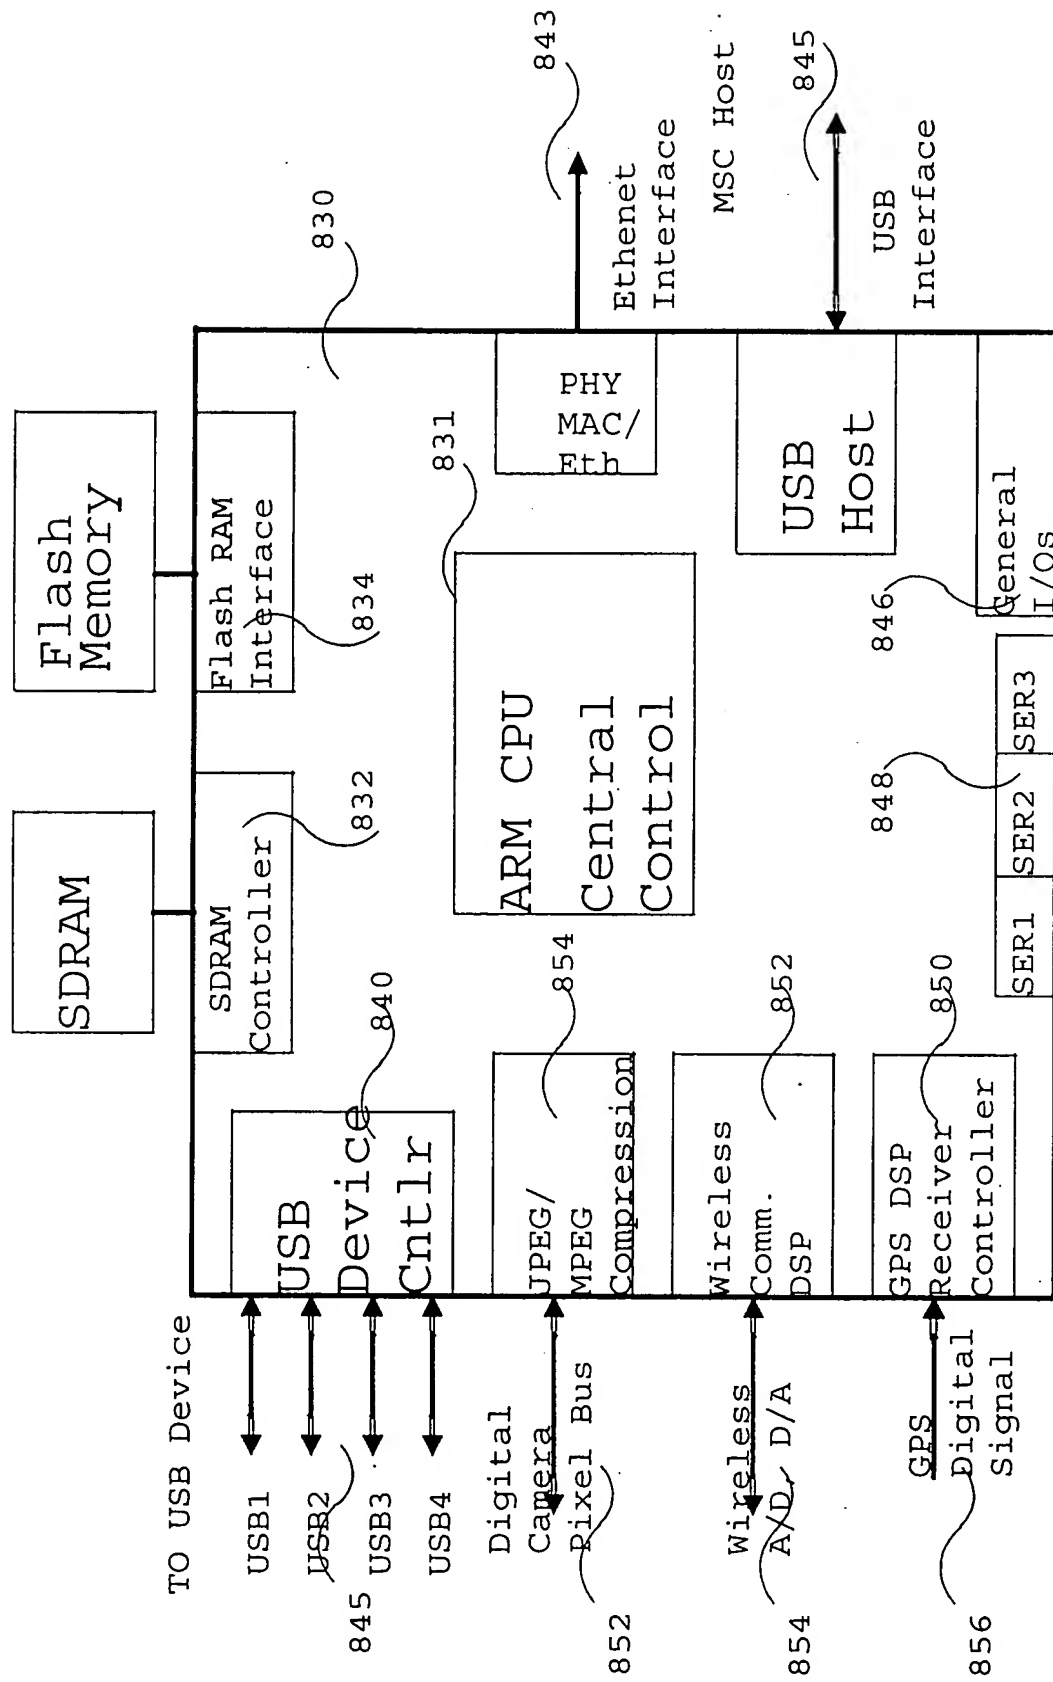 TO USB Device
USB1
USB2
USB3
USB4
845
Digital
Camera
Pixel Bus
852
Wireless
A/D, D/A
854
GPS
Digital
Signal
856
SDRAM
Flash
Memory
SDRAM
Controller
832
Flash RAM
Interface
834
830
USB
Device
Cntlr
840
JPEG/
MPEG
Compression
854
Wireless
Comm.
DSP
852
GPS DSP
Receiver
Controller
850
ARM CPU
Central
Control
831
PHY
MAC/
Eth
843
Ethenet
Interface
MSC Host
USB
Host
845
USB
Interface
SER1
SER2
SER3
848
General
I/Os
846